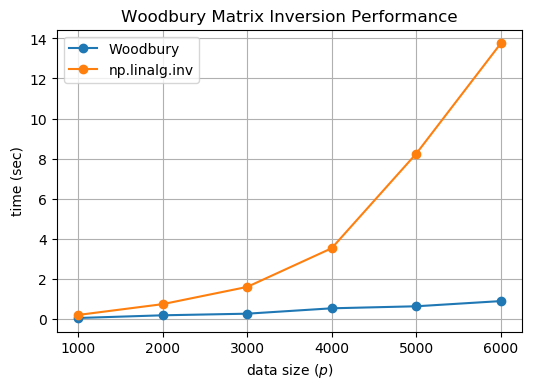 Woodbury Matrix Inversion Performance
Woodbury
np.linalg.inv
14
12
10
8
6
4
2
0
time (sec)
1000 2000 3000 4000 5000 6000
data size (p)